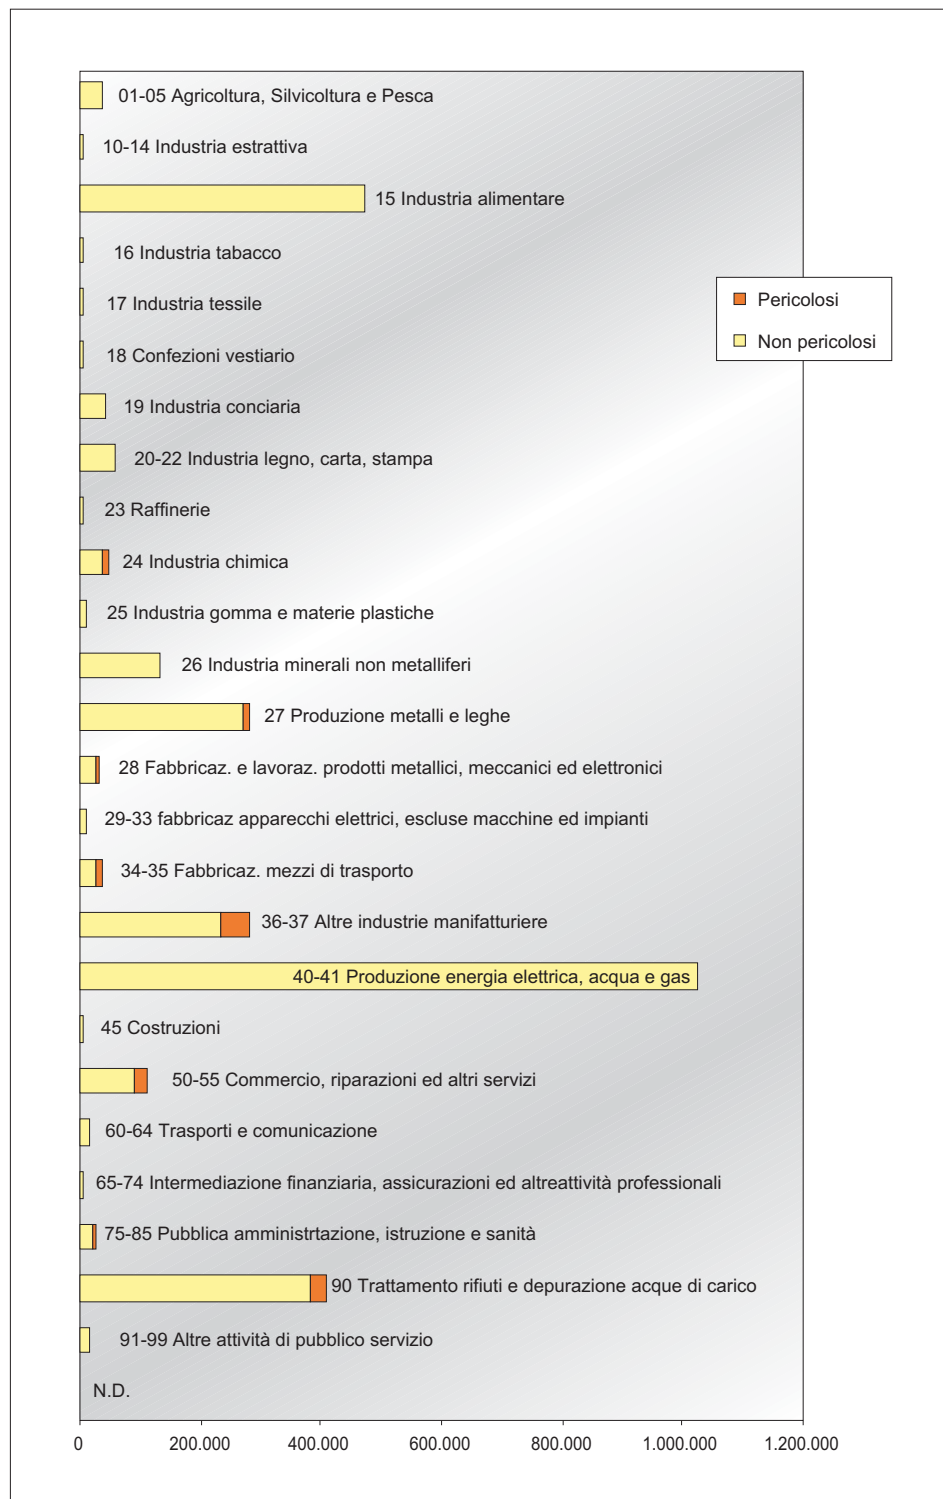 01-05 Agricoltura, Silvicoltura e Pesca
10-14 Industria estrattiva
15 Industria alimentare
16 Industria tabacco
17 Industria tessile
Pericolosi
Non pericolosi
18 Confezioni vestiario
19 Industria conciaria
20-22 Industria legno, carta, stampa
23 Raffinerie
24 Industria chimica
25 Industria gomma e materie plastiche
26 Industria minerali non metalliferi
27 Produzione metalli e leghe
28 Fabbricaz. e lavoraz. prodotti metallici, meccanici ed elettronici
29-33 fabbricaz apparecchi elettrici, escluse macchine ed impianti
34-35 Fabbricaz. mezzi di trasporto
36-37 Altre industrie manifatturiere
40-41 Produzione energia elettrica, acqua e gas
45 Costruzioni
50-55 Commercio, riparazioni ed altri servizi
60-64 Trasporti e comunicazione
65-74 Intermediazione finanziaria, assicurazioni ed altreattività professionali
75-85 Pubblica amministrtazione, istruzione e sanità
90 Trattamento rifiuti e depurazione acque di carico
91-99 Altre attività di pubblico servizio
N.D.
0 200.000 400.000 600.000 800.000 1.000.000 1.200.000